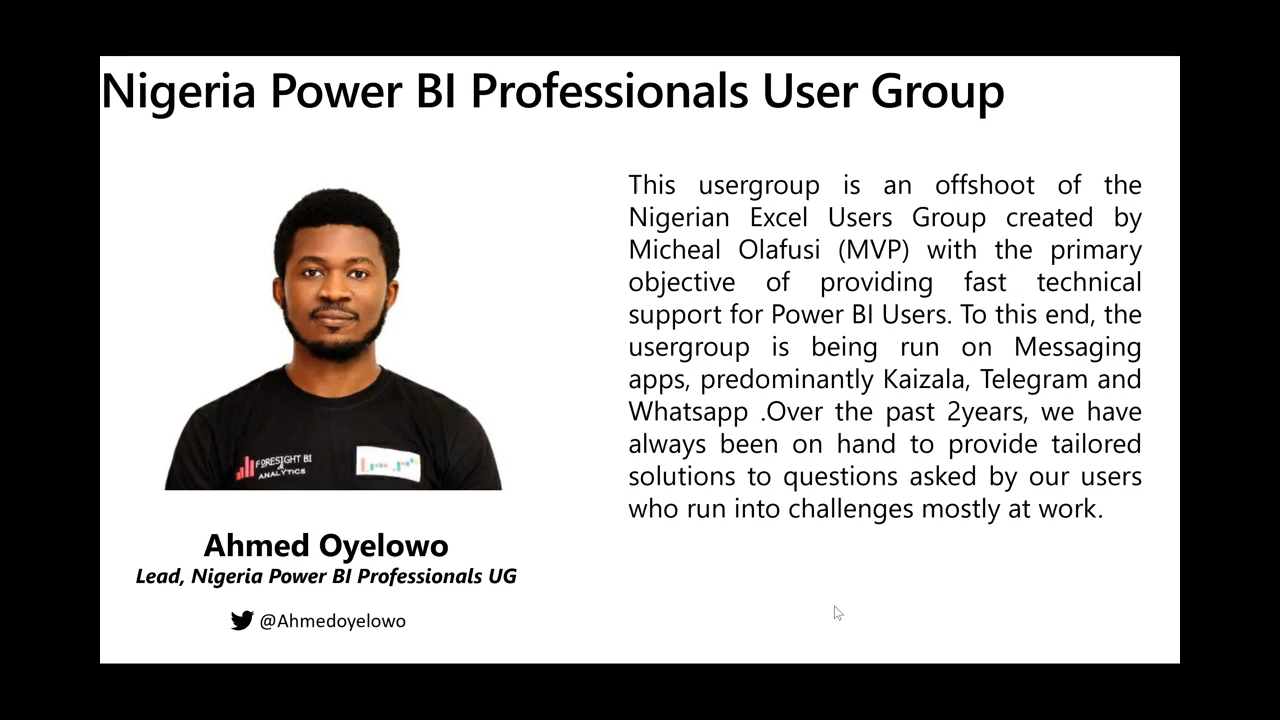 Nigeria Power BI Professionals User Group
This usergroup is an offshoot of the
Nigerian Excel Users Group created by
Micheal Olafusi (MVP) with the primary
objective of providing fast technical
support for Power BI Users. To this end, the
usergroup is being run on Messaging
apps, predominantly Kaizala, Telegram and
Whatsapp .Over the past 2years, we have
always been on hand to provide tailored
solutions to questions asked by our users
who run into challenges mostly at work.
FORESIGHT BI
&
ANALYTICS
Ahmed Oyelowo
Lead, Nigeria Power BI Professionals UG
@Ahmedoyelowo